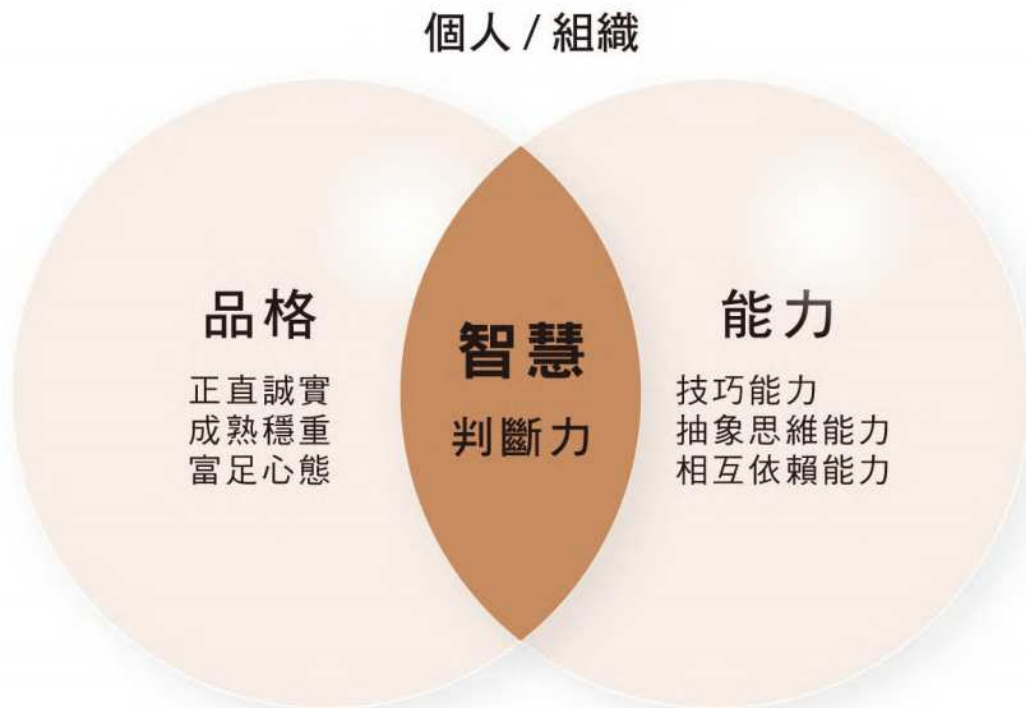 個人 / 組織
品格
正直誠實
成熟穩重
富足心態
智慧
判斷力
能力
技巧能力
抽象思維能力
相互依賴能力